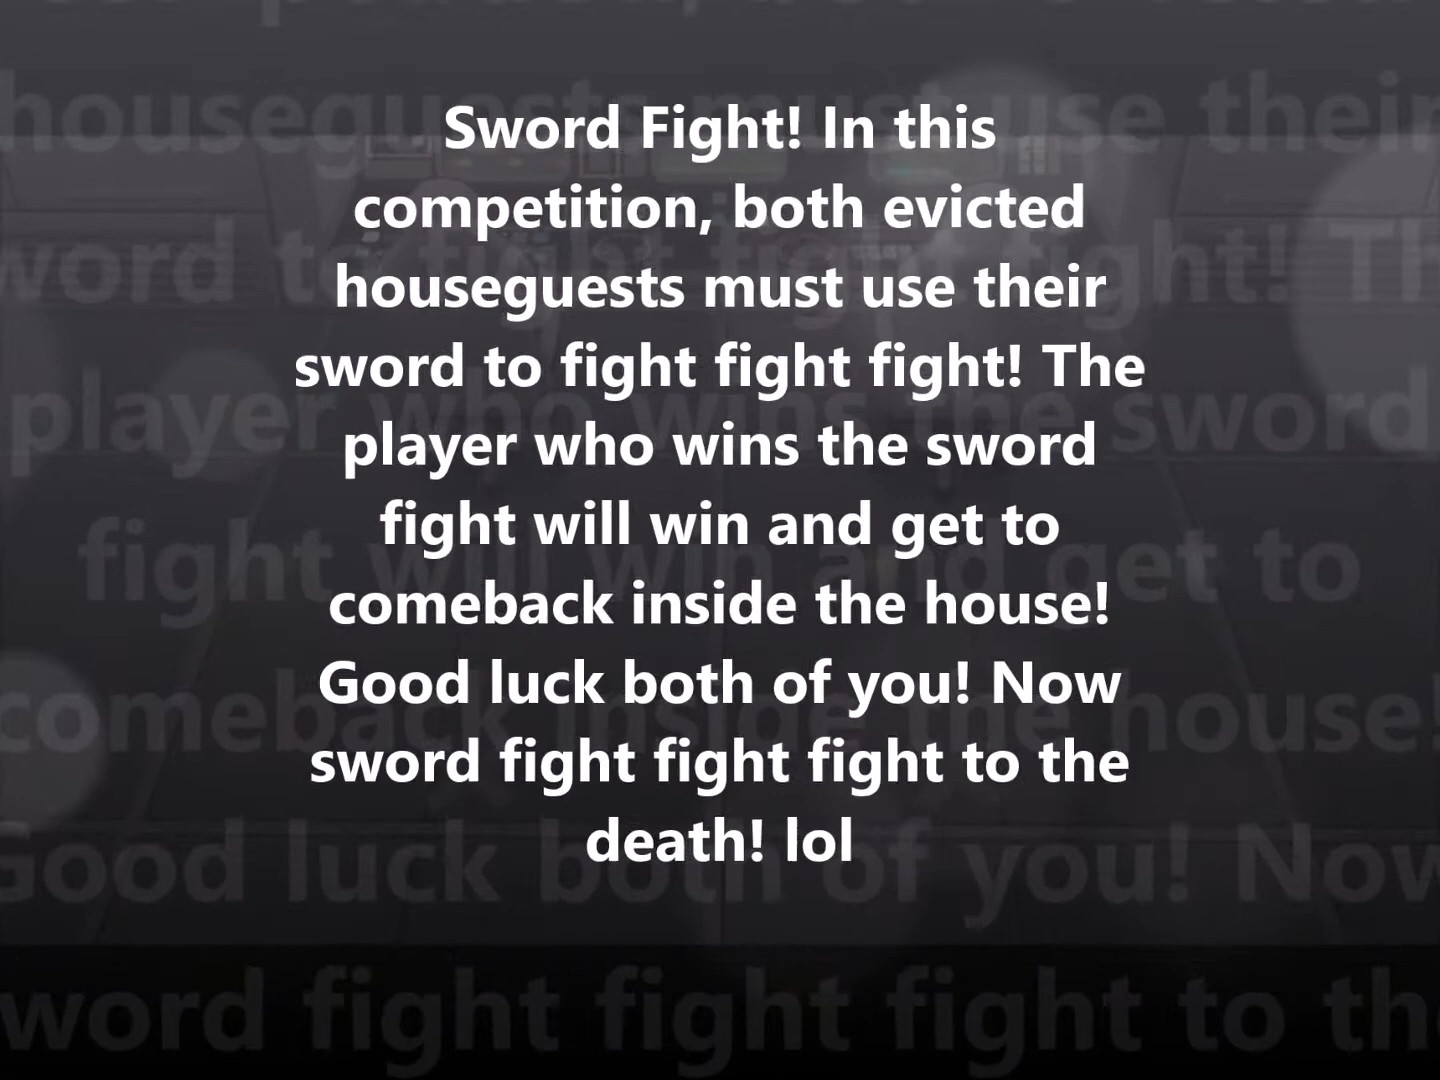 Sword Fight! In this
competition, both evicted
houseguests must use their
sword to fight fight fight! The
player who wins the sword
fight will win and get to
comeback inside the house!
Good luck both of you! Now
sword fight fight fight to the
death! lol